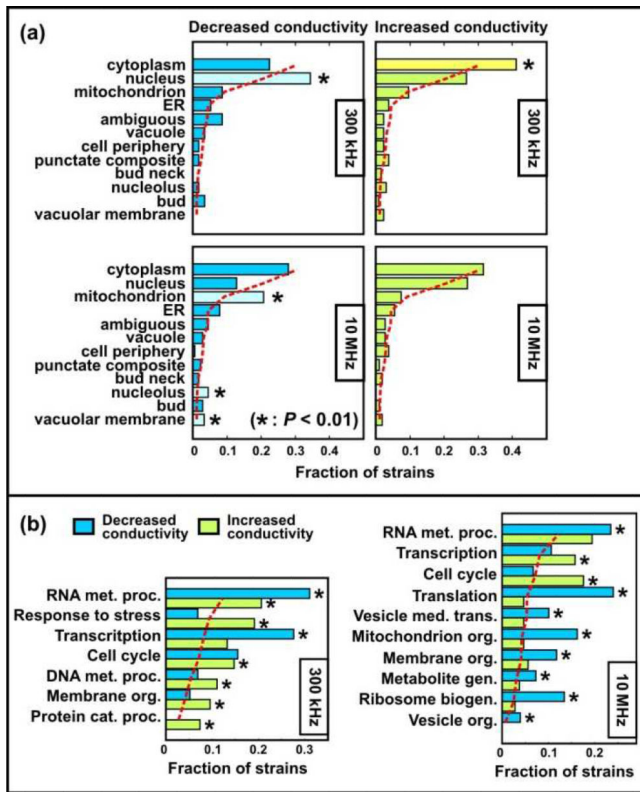 (a)
Decreased conductivity Increased conductivity
cytoplasm
nucleus
mitochondrion
ER
ambiguous
vacuole
cell periphery
punctate composite
bud neck
nucleolus
bud
vacuolar membrane
*
300 kHz
*
300 kHz
cytoplasm
nucleus
mitochondrion
ER
ambiguous
vacuole
cell periphery
punctate composite
bud neck
nucleolus
bud
vacuolar membrane
*
*
*
(*: P < 0.01)
10 MHz
10 MHz
0 0.1 0.2 0.3 0.4 0 0.1 0.2 0.3 0.4
Fraction of strains
(b)
Decreased conductivity
Increased conductivity
RNA met. proc. *
*
Response to stress
*
Transcritption *
Cell cycle
*
DNA met. proc.
*
Membrane org.
*
Protein cat. proc.
*
300 kHz
0 0.1 0.2 0.3
Fraction of strains
RNA met. proc. *
Transcription
*
Cell cycle
*
Translation *
Vesicle med. trans. *
Mitochondrion org. *
Membrane org. *
Metabolite gen. *
Ribosome biogen. *
Vesicle org. *
10 MHz
0 0.1 0.2
Fraction of strains